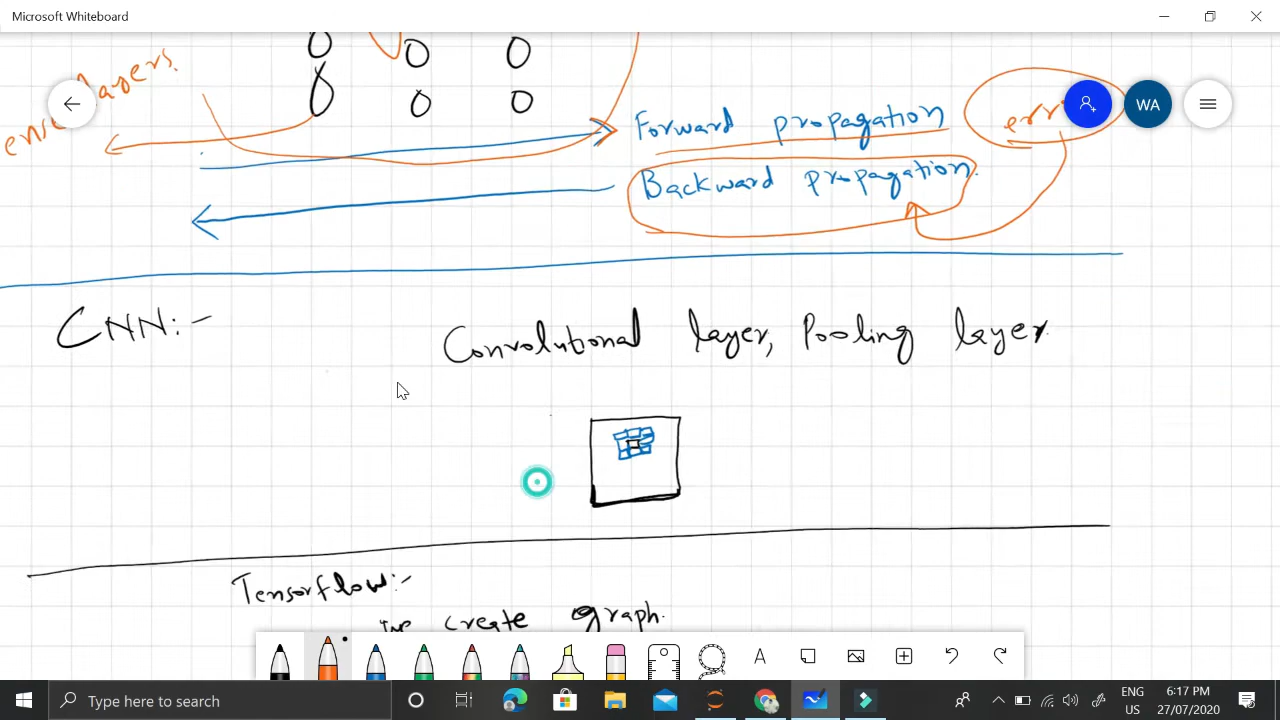 Microsoft Whiteboard
layers.
Forward propagation
Backward propagation.
WA
CNN:-
Convolutional layer, Pooling layer
Tensorflow:-
we create graph.
A
Type here to search
ENG
US
6:17 PM
27/07/2020